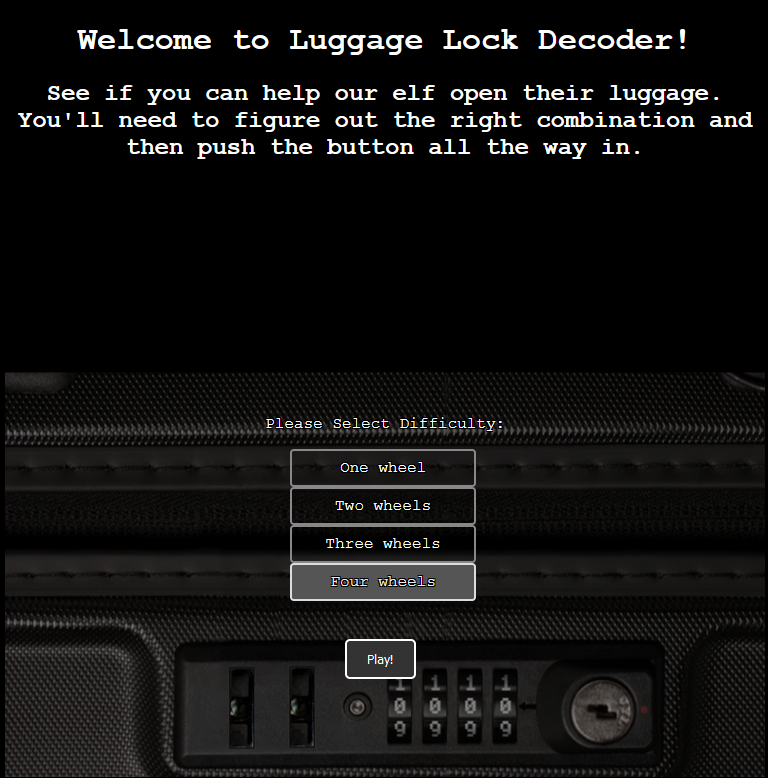 Welcome to Luggage Lock Decoder!
See if you can help our elf open their luggage.
You'll need to figure out the right combination and
then push the button all the way in.
Please Select Difficulty:
One wheel
Two wheels
Three wheels
Four wheels
Play!
1 1 1 1
0 0 0 0
9 9 9 9